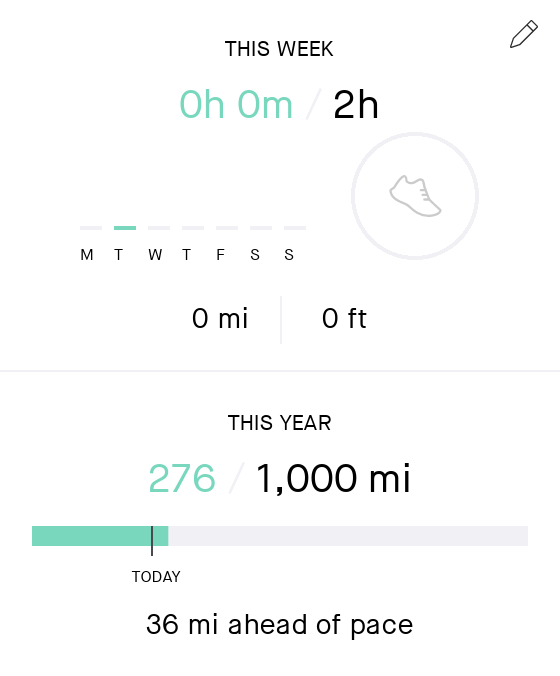 THIS WEEK
0h 0m / 2h
M T W T F S S
0 mi 0 ft
THIS YEAR
276 / 1,000 mi
TODAY
36 mi ahead of pace